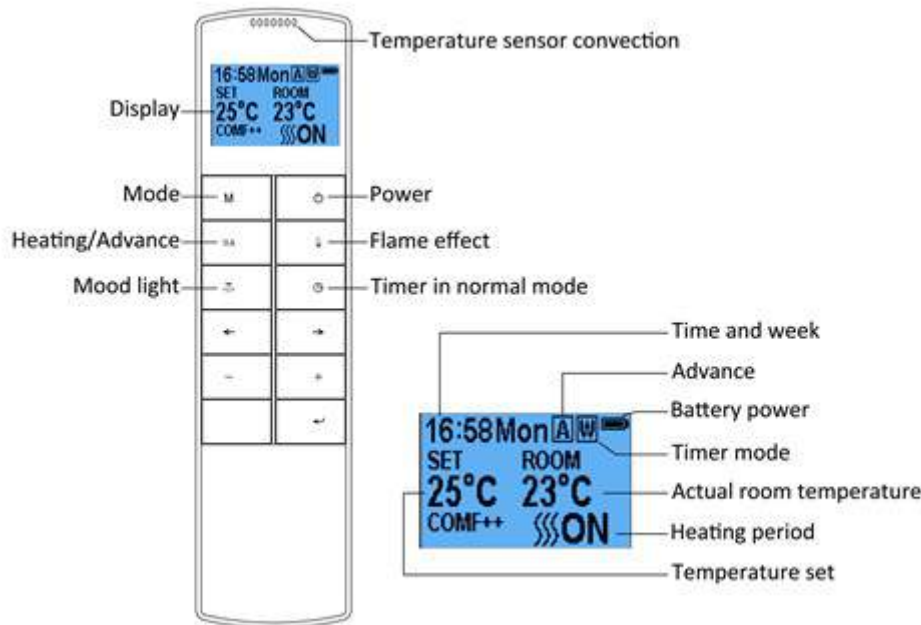 Temperature sensor convection
16:58Mon A W
SET ROOM
25°C 23°C
COMF++ ON
Display
Mode
M
Power
Heating/Advance
Flame effect
Mood light
Timer in normal mode
←
→
−
+
↵
Time and week
Advance
Battery power
Timer mode
Actual room temperature
Heating period
Temperature set
16:58Mon A W
SET ROOM
25°C 23°C
COMF++ ON